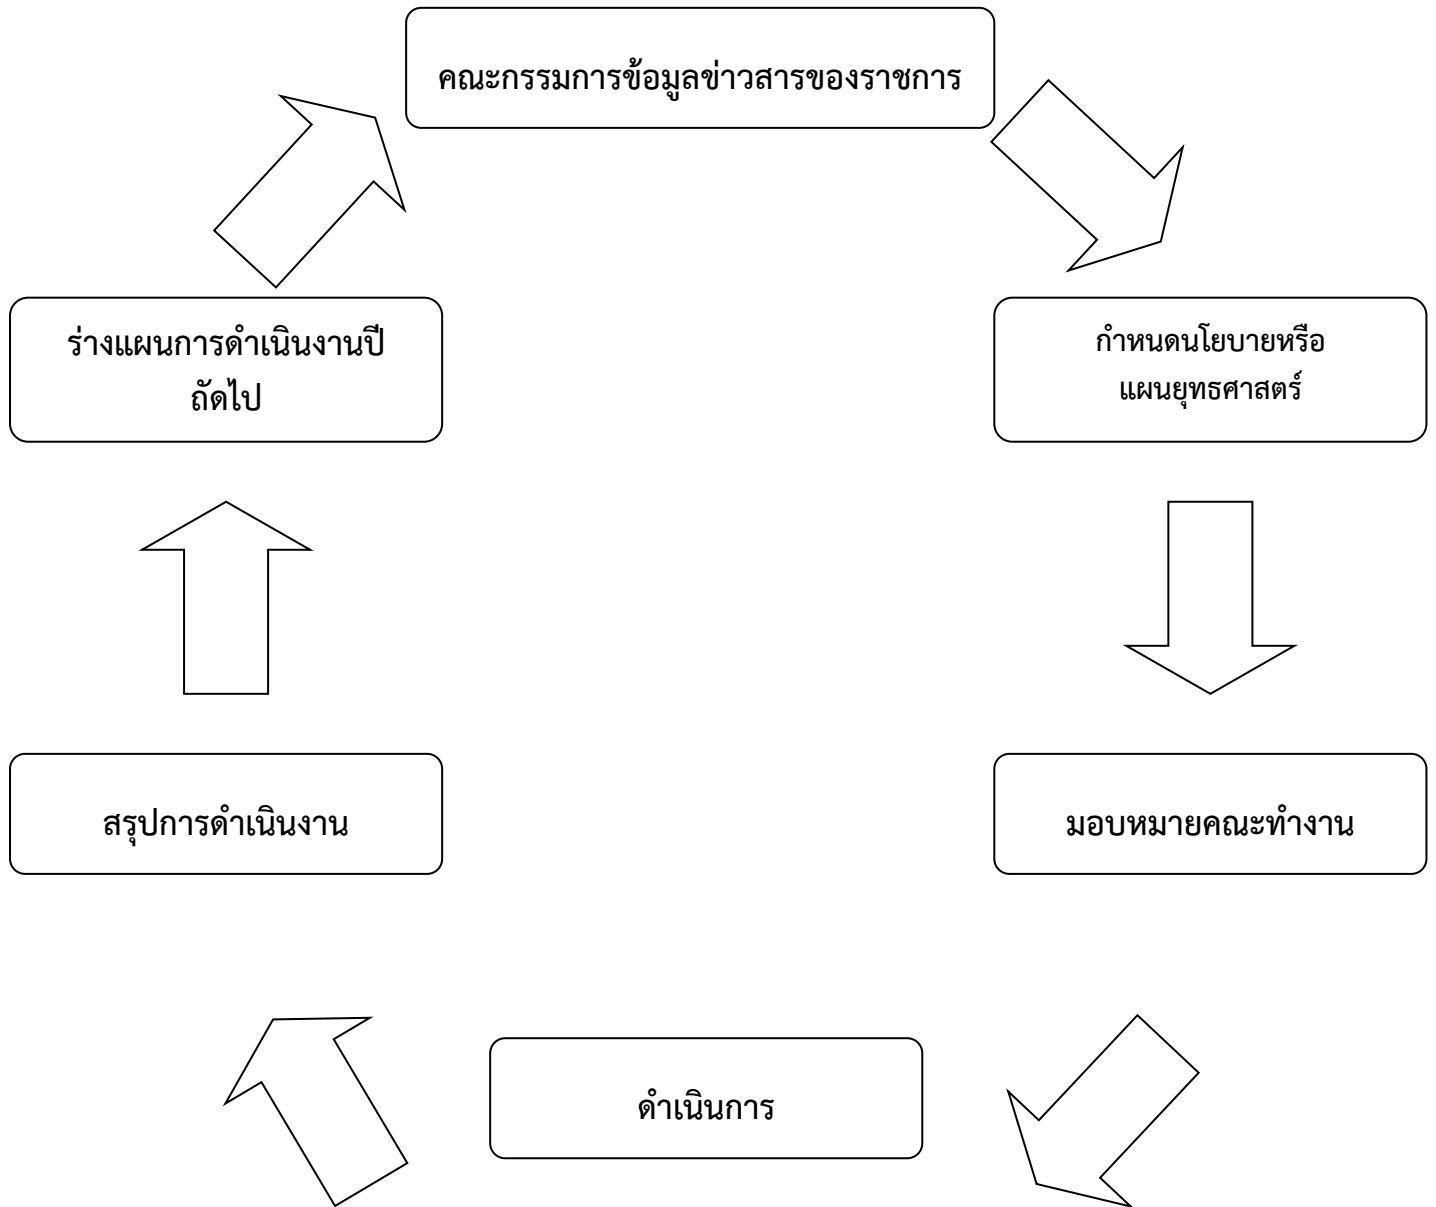 คณะกรรมการข้อมูลข่าวสารของราชการ
ร่างแผนการดำเนินงานปี
ถัดไป
กำหนดนโยบายหรือ
แผนยุทธศาสตร์
สรุปการดำเนินงาน
มอบหมายคณะทำงาน
ดำเนินการ